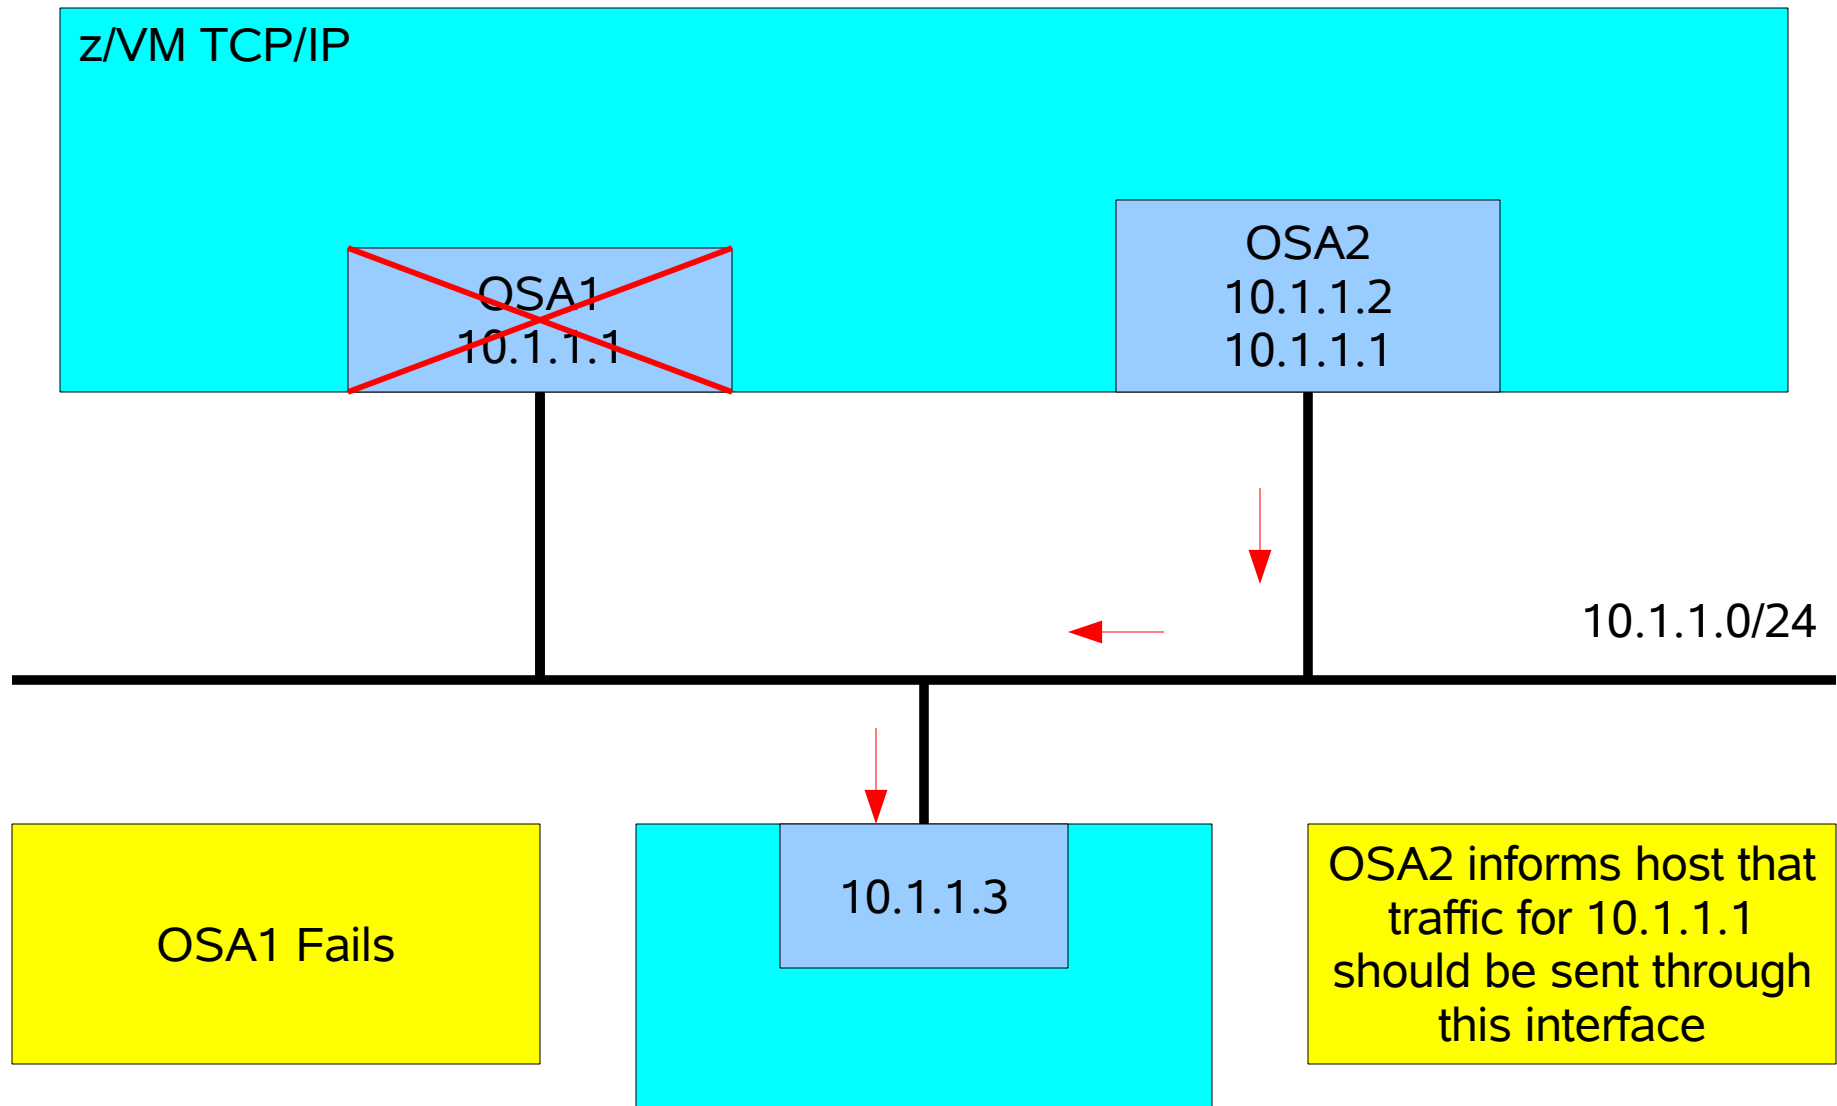 z/VM TCP/IP
OSA1
10.1.1.1
OSA2
10.1.1.2
10.1.1.1
10.1.1.0/24
OSA1 Fails
10.1.1.3
OSA2 informs host that
traffic for 10.1.1.1
should be sent through
this interface